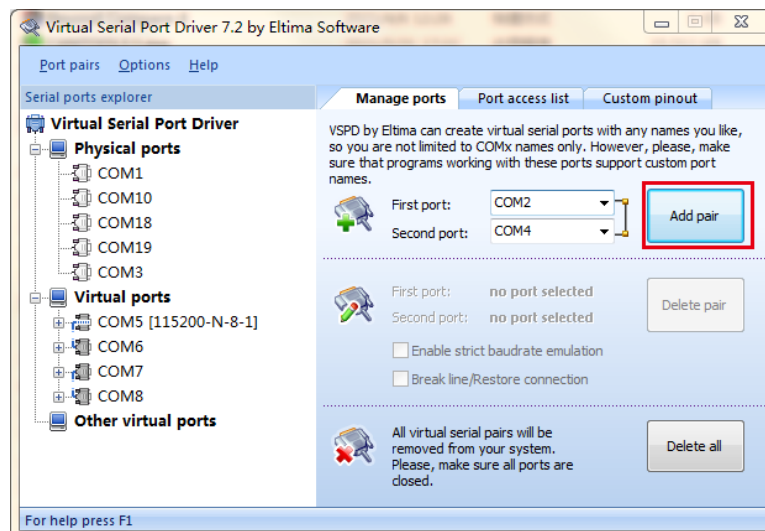 Virtual Serial Port Driver 7.2 by Eltima Software
Port pairs Options Help
Serial ports explorer
Virtual Serial Port Driver
Physical ports
COM1
COM10
COM18
COM19
COM3
Virtual ports
COM5 [115200-N-8-1]
COM6
COM7
COM8
Other virtual ports
Manage ports Port access list Custom pinout
VSPD by Eltima can create virtual serial ports with any names you like,
so you are not limited to COMx names only. However, please, make
sure that programs working with these ports support custom port
names.
First port: COM2
Second port: COM4
Add pair
First port: no port selected
Second port: no port selected
Delete pair
Enable strict baudrate emulation
Break line/Restore connection
All virtual serial pairs will be
removed from your system.
Please, make sure all ports are
closed.
Delete all
For help press F1